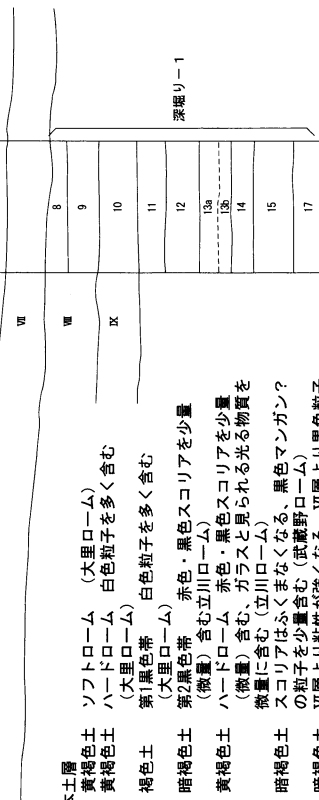 本土層
黄褐色土 ソフトローム (大里ローム)
黄褐色土 ハードローム 白色粒子を多く含む
(大里ローム)
褐色土 第1黒色帯 白色粒子を多く含む
(大里ローム)
暗褐色土 第2黒色帯 赤色・黒色スコリアを少量
(微量)含む立川ローム)
黄褐色土 ハードローム 赤色・黒色スコリアを少量
(微量)含む、ガラスと見られる光る物質を
微量に含む(立川ローム)
暗褐色土 スコリアはふくまなくなる、黒色マンガン?
の粒子を少量含む(武蔵野ローム)
Ⅶ
Ⅷ
Ⅸ
8
9
10
11
12
13a
13b
14
15
17
深堀り－1